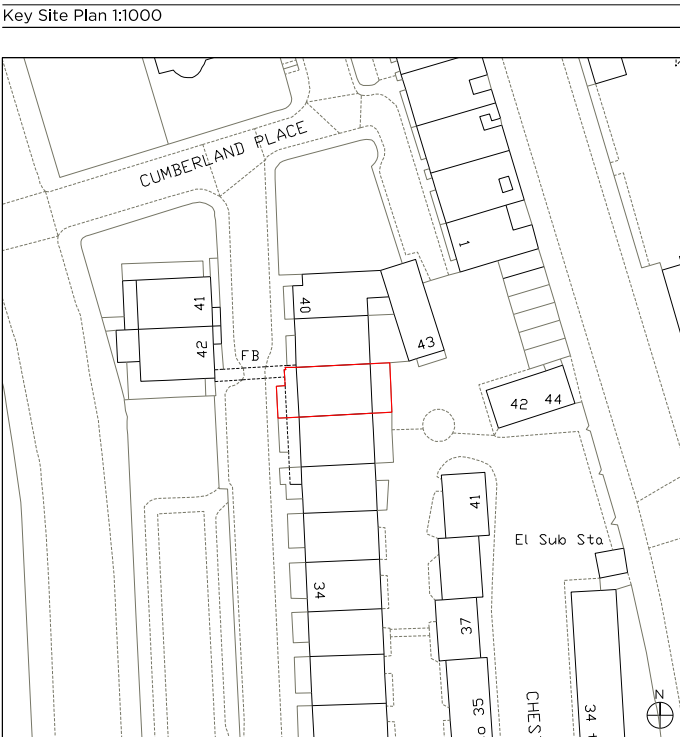 Key Site Plan 1:1000
CUMBERLAND PLACE
1
41
40
42
FB
43
42 44
41
El Sub Sta
34
37
35
CHES
34
N